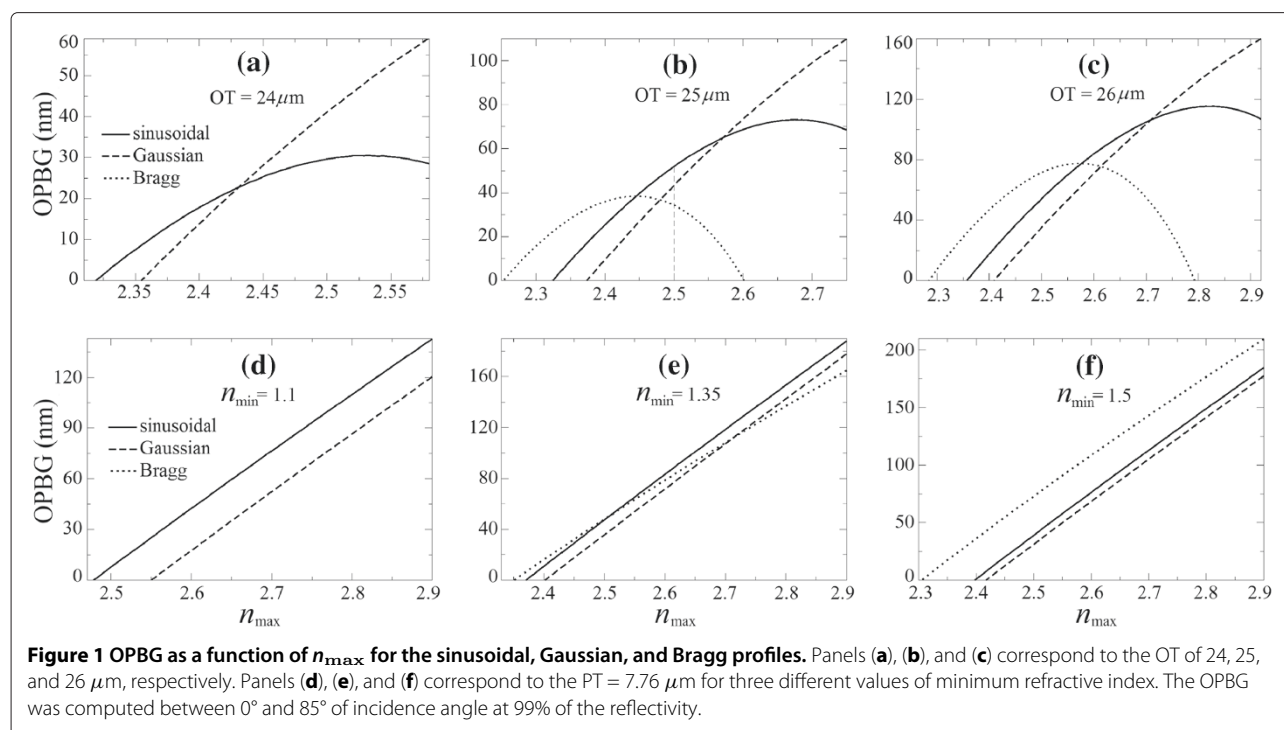 (a)
OT = 24μm
OPBG (nm)
60
50
40
30
20
10
0
sinusoidal
Gaussian
Bragg
2.35 2.4 2.45 2.5 2.55
(b)
OT = 25μm
100
80
60
40
20
0
2.3 2.4 2.5 2.6 2.7
(c)
OT = 26μm
160
120
80
40
0
2.3 2.4 2.5 2.6 2.7 2.8 2.9
(d)
n_min = 1.1
OPBG (nm)
120
90
60
30
0
sinusoidal
Gaussian
Bragg
2.5 2.6 2.7 2.8 2.9
n_max
(e)
n_min = 1.35
160
120
80
40
0
2.4 2.5 2.6 2.7 2.8 2.9
n_max
(f)
n_min = 1.5
200
150
100
50
0
2.3 2.4 2.5 2.6 2.7 2.8 2.9
n_max
Figure 1 OPBG as a function of n_max for the sinusoidal, Gaussian, and Bragg profiles. Panels (a), (b), and (c) correspond to the OT of 24, 25,
and 26 μm, respectively. Panels (d), (e), and (f) correspond to the PT = 7.76 μm for three different values of minimum refractive index. The OPBG
was computed between 0° and 85° of incidence angle at 99% of the reflectivity.